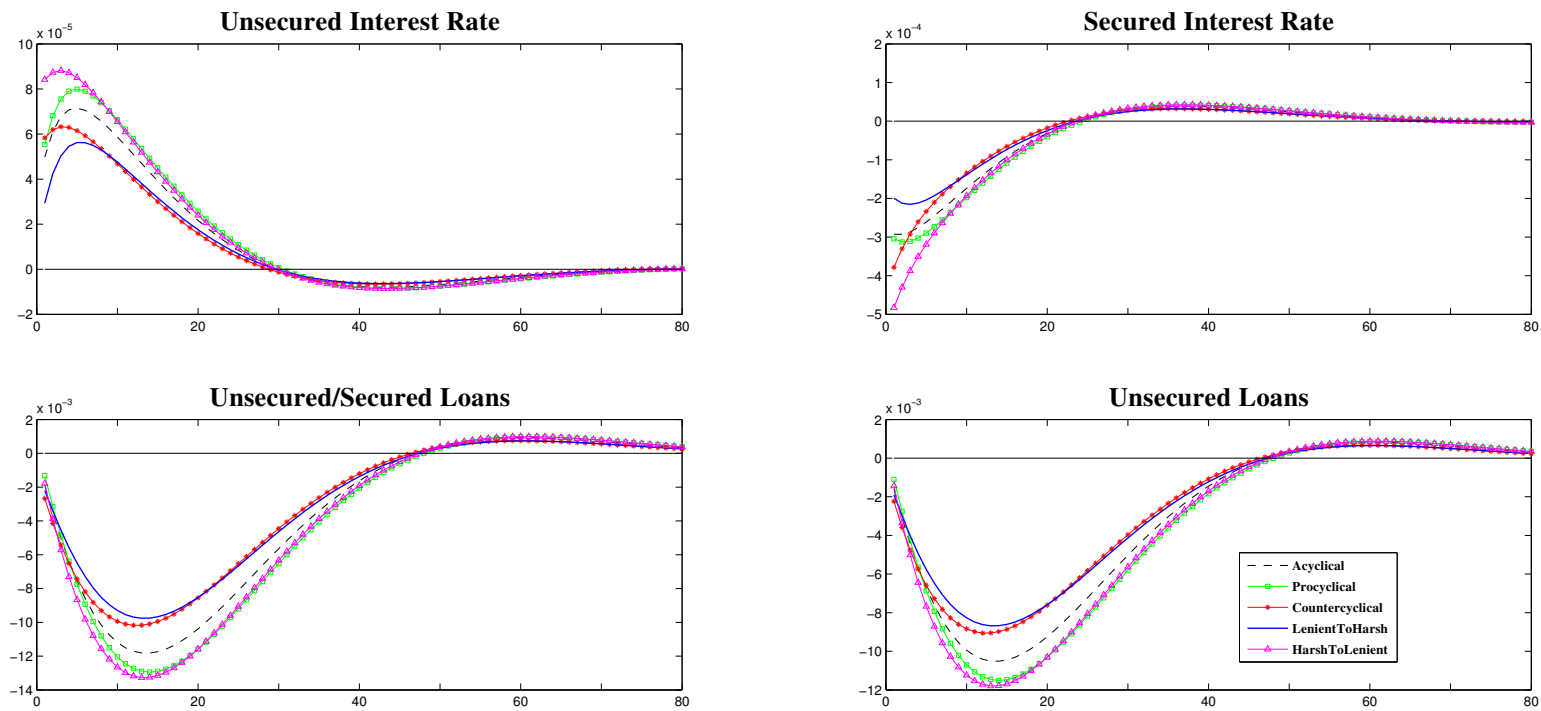 Unsecured Interest Rate
x 10⁻⁵
10
8
6
4
2
0
−2
0 20 40 60 80
Secured Interest Rate
x 10⁻⁴
2
1
0
−1
−2
−3
−4
−5
0 20 40 60 80
Unsecured/Secured Loans
x 10⁻³
2
0
−2
−4
−6
−8
−10
−12
−14
0 20 40 60 80
Unsecured Loans
x 10⁻³
2
0
−2
−4
−6
−8
−10
−12
0 20 40 60 80
Acyclical
Procyclical
Countercyclical
LenientToHarsh
HarshToLenient